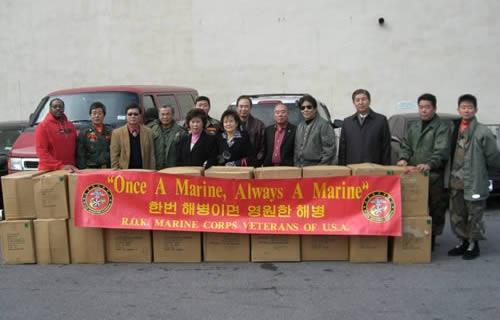 "Once A Marine, Always A Marine"
한번 해병이면 영원한 해병
R.O.K. MARINE CORPS VETERANS OF U.S.A.